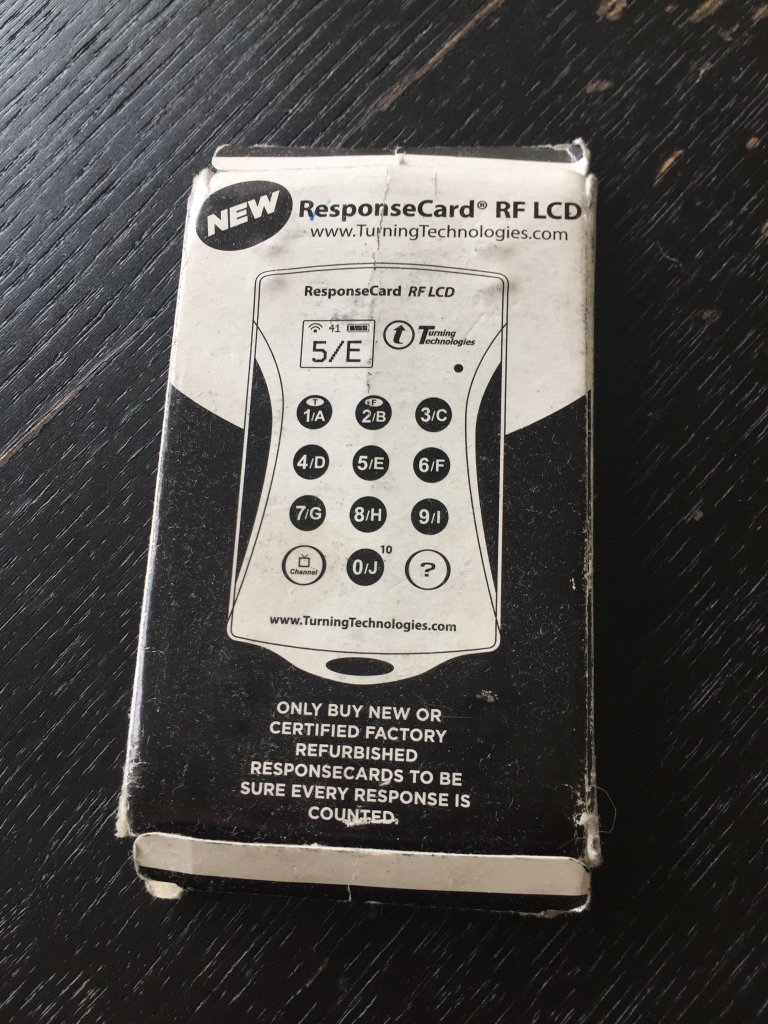 NEW
ResponseCard® RF LCD
www.TurningTechnologies.com
ResponseCard RF LCD
41
5/E
t Turning
Technologies
T F
1/A 2/B 3/C
4/D 5/E 6/F
7/G 8/H 9/I
10
Channel 0/J ?
www.TurningTechnologies.com
ONLY BUY NEW OR
CERTIFIED FACTORY
REFURBISHED
RESPONSECARDS TO BE
SURE EVERY RESPONSE IS
COUNTED.